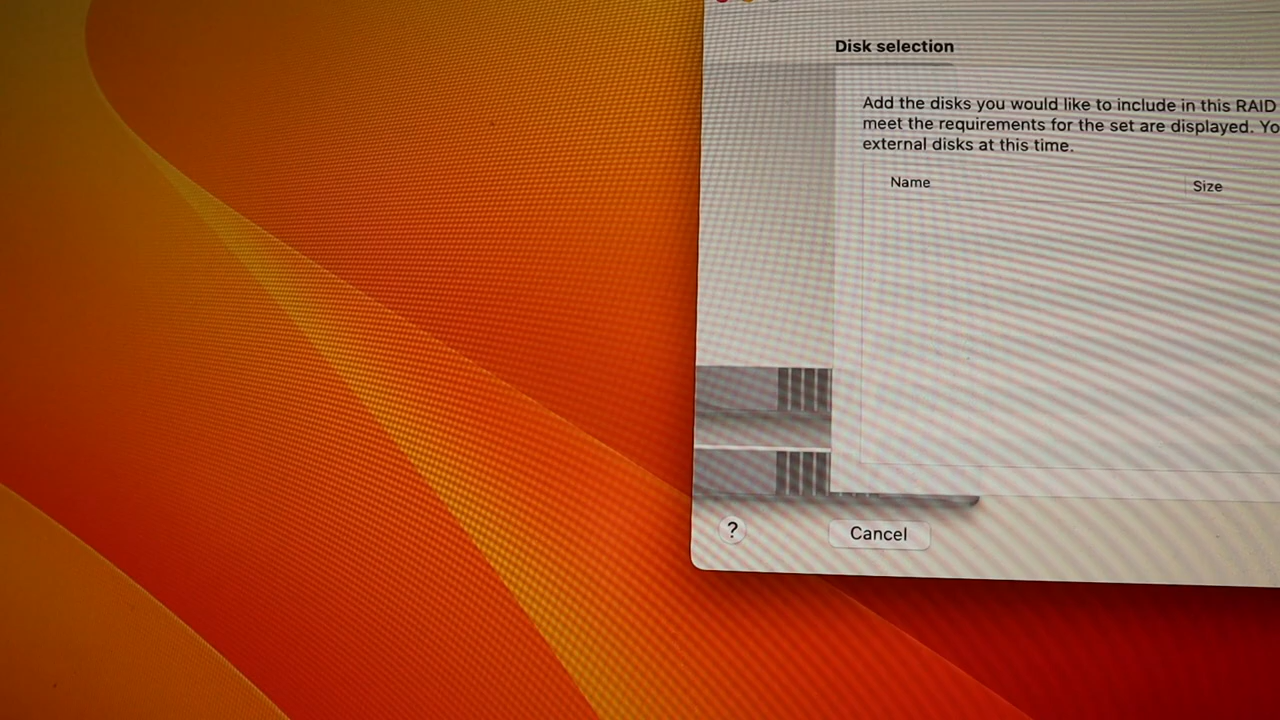 Disk selection
Add the disks you would like to include in this RAID
meet the requirements for the set are displayed. Yo
external disks at this time.
Name Size
? Cancel